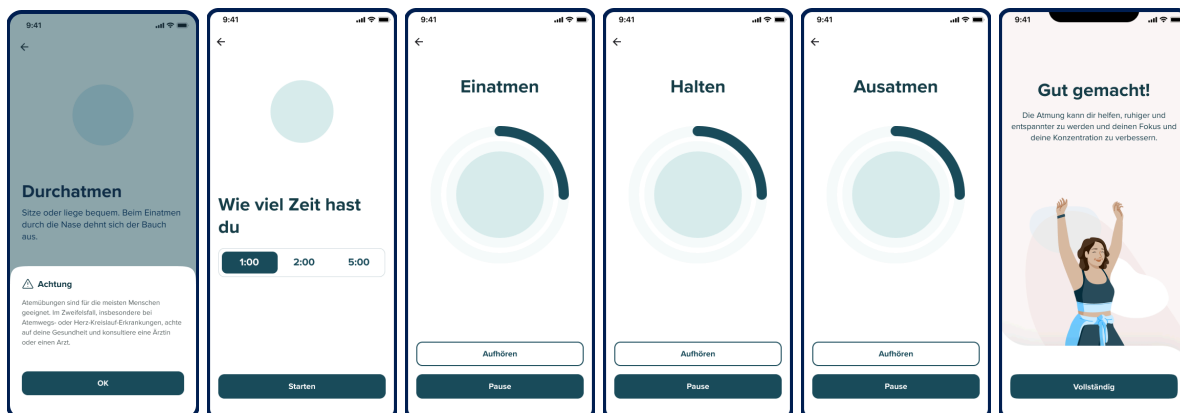 9:41
Durchatmen
Sitze oder liege bequem. Beim Einatmen
durch die Nase dehnt sich der Bauch
aus.
Achtung
Atemübungen sind für die meisten Menschen
geeignet. Im Zweifelsfall, insbesondere bei
Atemwegs- oder Herz-Kreislauf-Erkrankungen, achte
auf deine Gesundheit und konsultiere eine Ärztin
oder einen Arzt.
OK
9:41
Wie viel Zeit hast
du
1:00 2:00 5:00
Starten
9:41
Einatmen
Aufhören
Pause
9:41
Halten
Aufhören
Pause
9:41
Ausatmen
Aufhören
Pause
9:41
Gut gemacht!
Die Atmung kann dir helfen, ruhiger und
entspannter zu werden und deinen Fokus und
deine Konzentration zu verbessern.
Vollständig